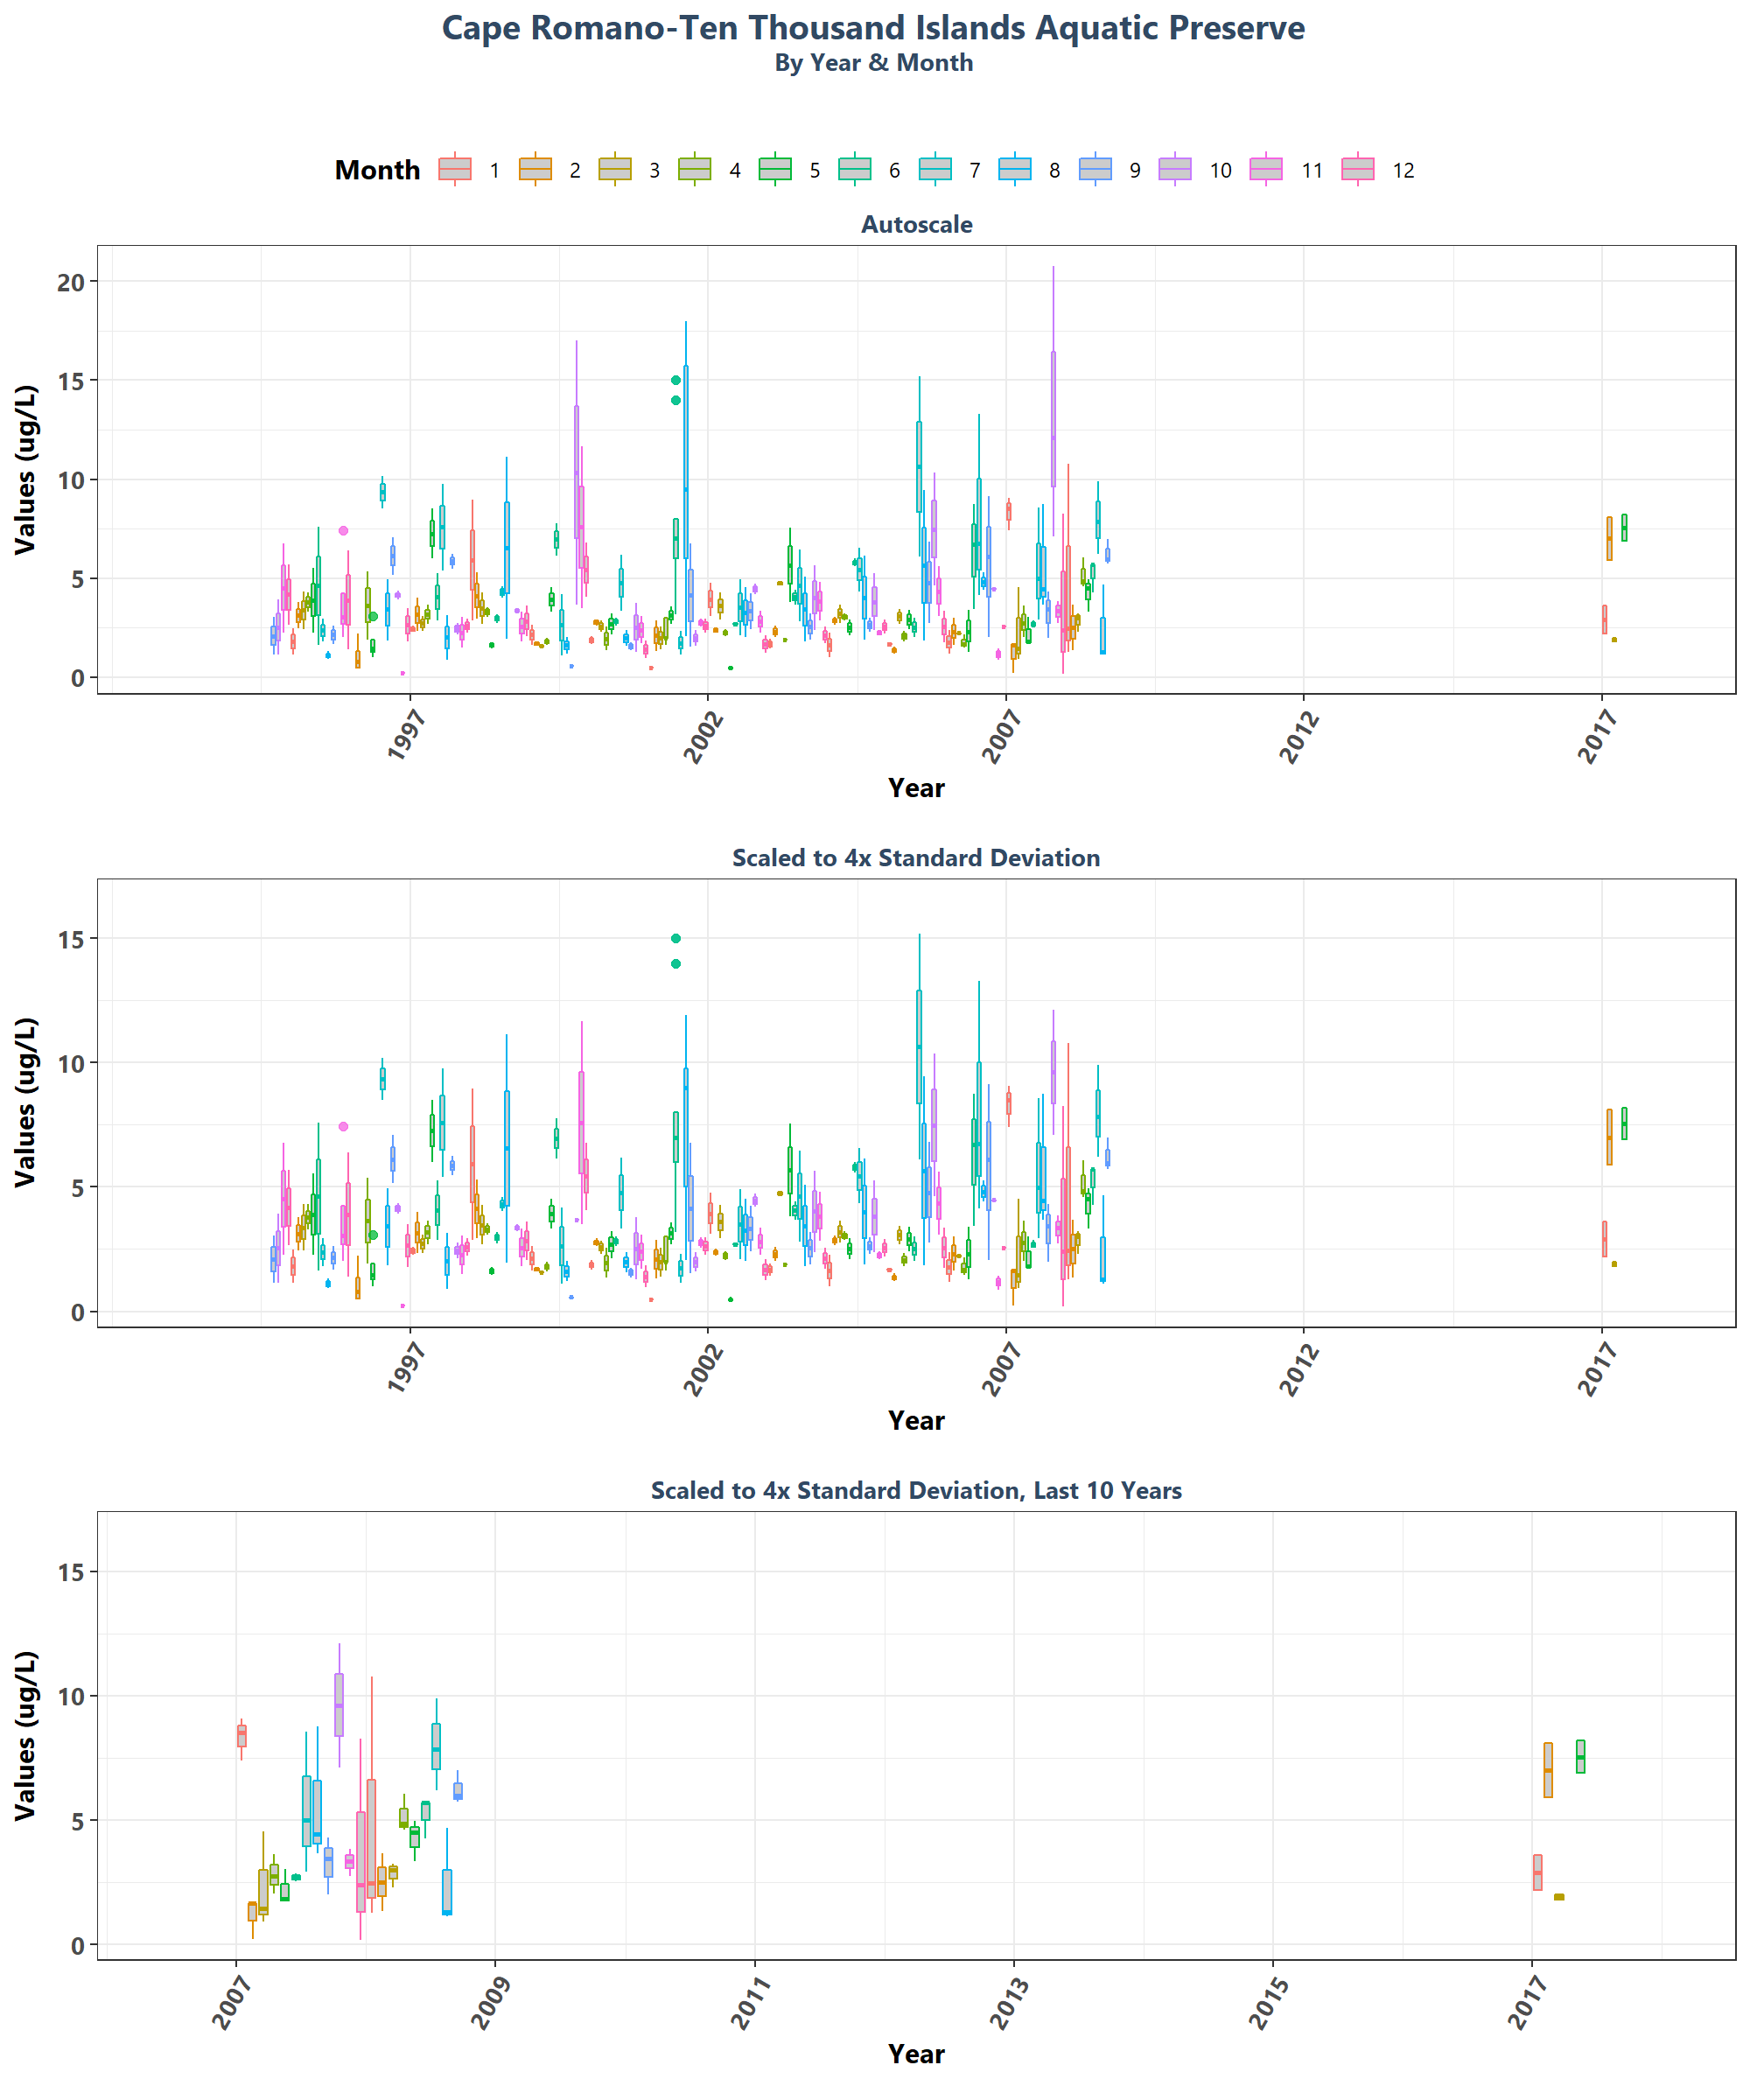 Cape Romano-Ten Thousand Islands Aquatic Preserve
By Year & Month
Month 1 2 3 4 5 6 7 8 9 10 11 12
Autoscale
Values (ug/L)
20
15
10
5
0
1997 2002 2007 2012 2017
Year
Scaled to 4x Standard Deviation
Values (ug/L)
15
10
5
0
1997 2002 2007 2012 2017
Year
Scaled to 4x Standard Deviation, Last 10 Years
Values (ug/L)
15
10
5
0
2007 2009 2011 2013 2015 2017
Year